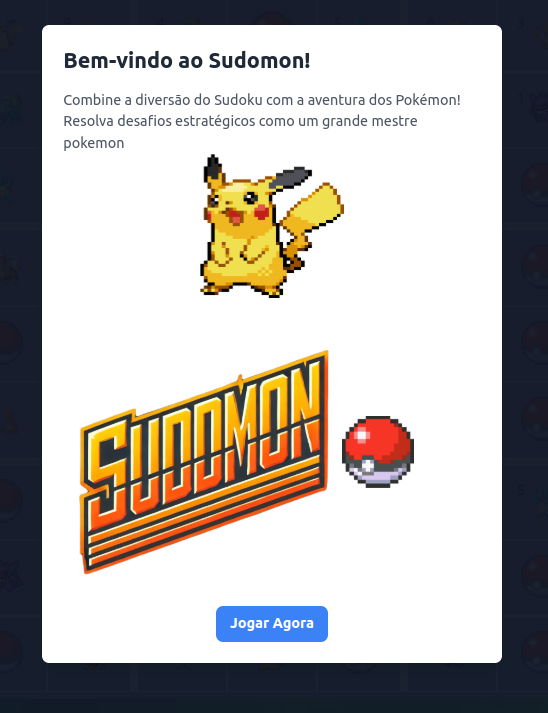 Bem-vindo ao Sudomon!
Combine a diversão do Sudoku com a aventura dos Pokémon!
Resolva desafios estratégicos como um grande mestre
pokemon
SUDOMON
Jogar Agora